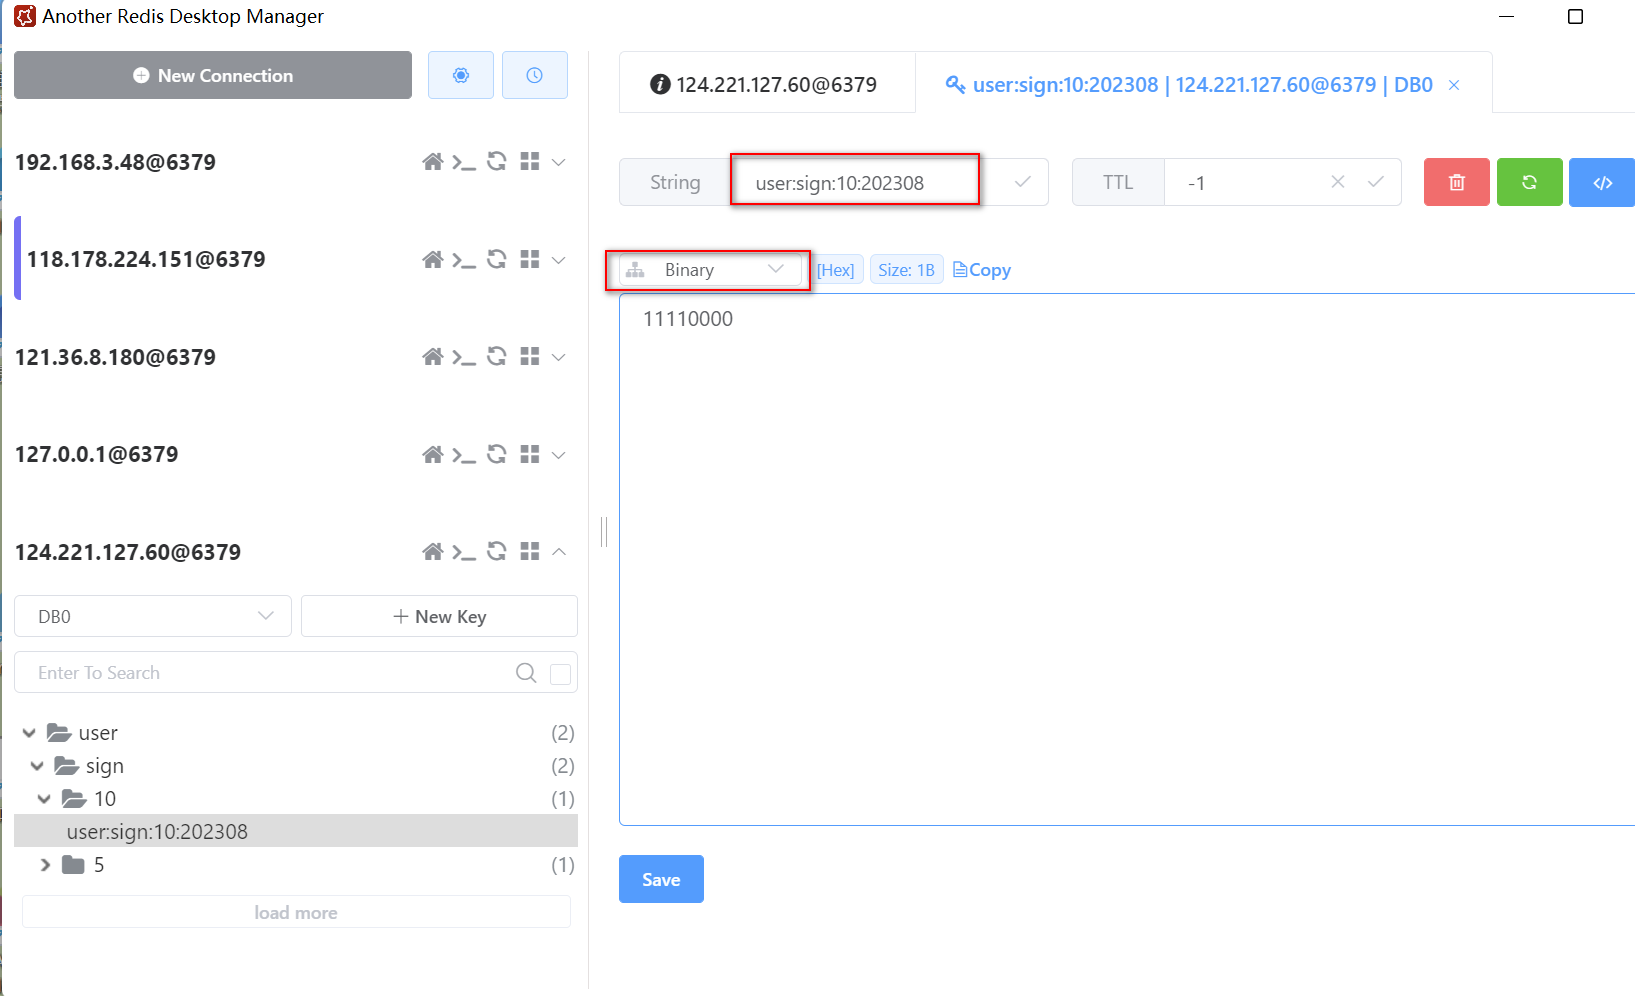 Another Redis Desktop Manager
New Connection
192.168.3.48@6379
118.178.224.151@6379
121.36.8.180@6379
127.0.0.1@6379
124.221.127.60@6379
DB0
+ New Key
Enter To Search
user (2)
sign (2)
10 (1)
user:sign:10:202308
5 (1)
load more
124.221.127.60@6379
user:sign:10:202308 | 124.221.127.60@6379 | DB0
String user:sign:10:202308
TTL -1
Binary [Hex] Size: 1B Copy
11110000
Save